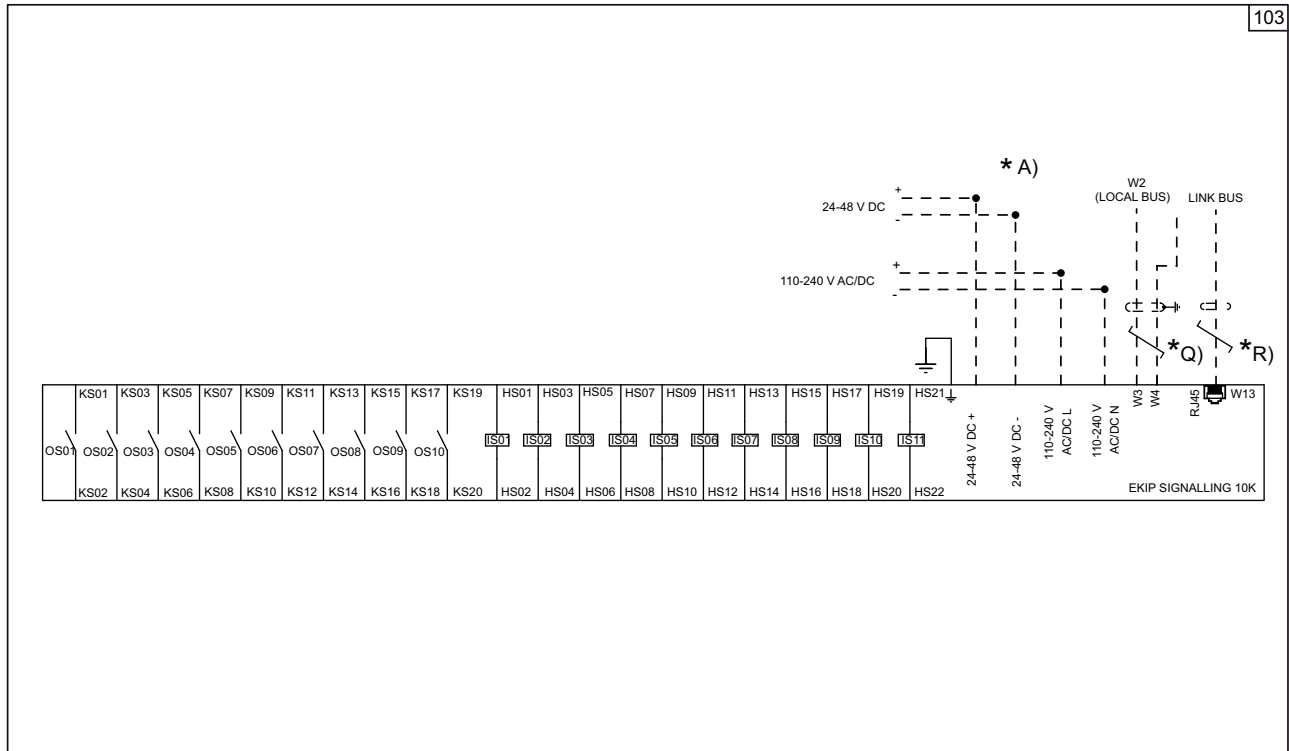 103
* A)
W2
(LOCAL BUS)
LINK BUS
+
24-48 V DC
-
+
110-240 V AC/DC
-
*Q)
*R)
KS01 KS03 KS05 KS07 KS09 KS11 KS13 KS15 KS17 KS19 HS01 HS03 HS05 HS07 HS09 HS11 HS13 HS15 HS17 HS19 HS21
W3
W4
RJ45
W13
OS01 OS02 OS03 OS04 OS05 OS06 OS07 OS08 OS09 OS10 IS01 IS02 IS03 IS04 IS05 IS06 IS07 IS08 IS09 IS10 IS11
24-48 V DC +
24-48 V DC -
110-240 V
AC/DC L
110-240 V
AC/DC N
KS02 KS04 KS06 KS08 KS10 KS12 KS14 KS16 KS18 KS20 HS02 HS04 HS06 HS08 HS10 HS12 HS14 HS16 HS18 HS20 HS22
EKIP SIGNALLING 10K